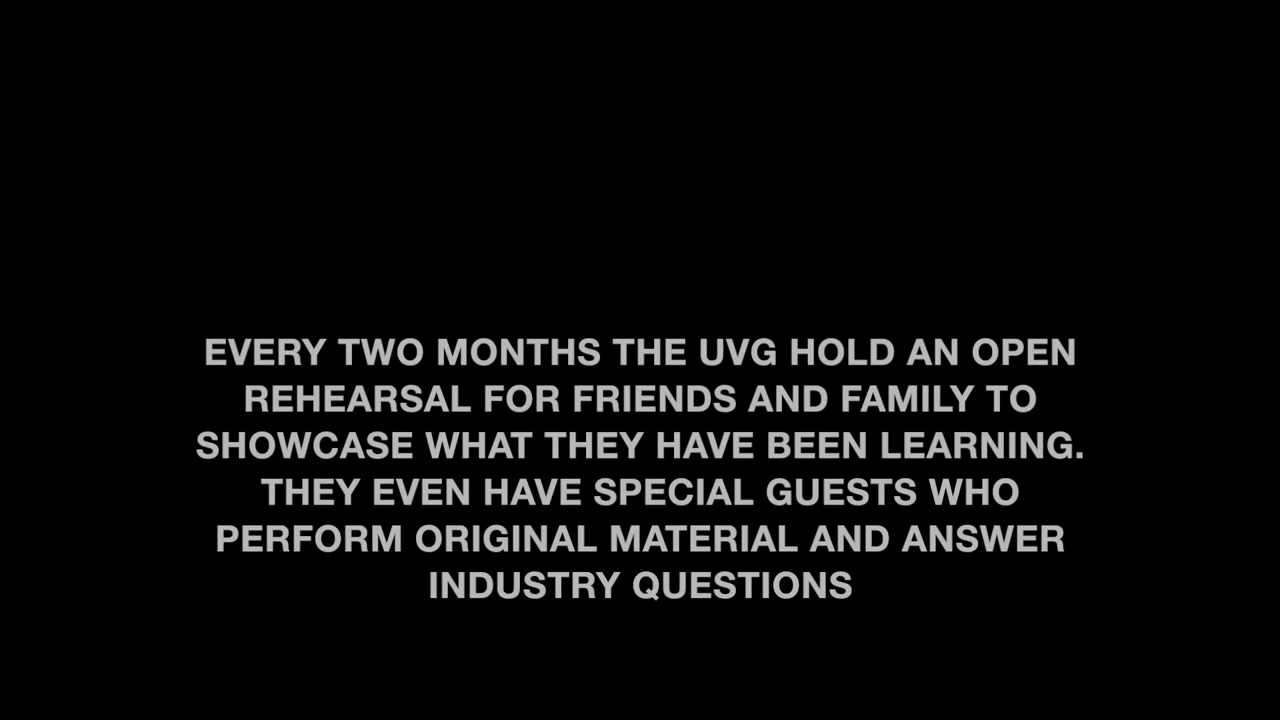 EVERY TWO MONTHS THE UVG HOLD AN OPEN
REHEARSAL FOR FRIENDS AND FAMILY TO
SHOWCASE WHAT THEY HAVE BEEN LEARNING.
THEY EVEN HAVE SPECIAL GUESTS WHO
PERFORM ORIGINAL MATERIAL AND ANSWER
INDUSTRY QUESTIONS